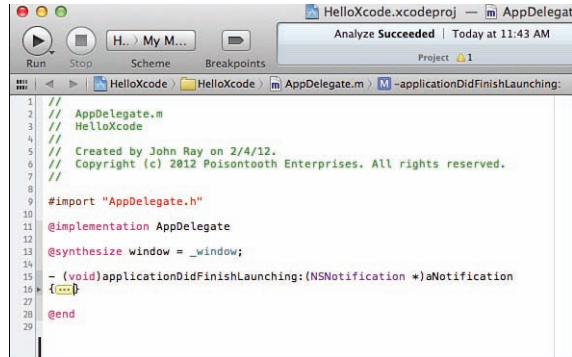 HelloXcode.xcodeproj — m AppDelegat
H.. › My M...
Run Stop Scheme Breakpoints
Analyze Succeeded | Today at 11:43 AM
Project 1
HelloXcode › HelloXcode › m AppDelegate.m › M -applicationDidFinishLaunching:
1 //
2 //  AppDelegate.m
3 //  HelloXcode
4 //
5 //  Created by John Ray on 2/4/12.
6 //  Copyright (c) 2012 Poisontooth Enterprises. All rights reserved.
7 //
8
9 #import "AppDelegate.h"
10
11 @implementation AppDelegate
12
13 @synthesize window = _window;
14
15 - (void)applicationDidFinishLaunching:(NSNotification *)aNotification
16 {...}
27
28 @end
29